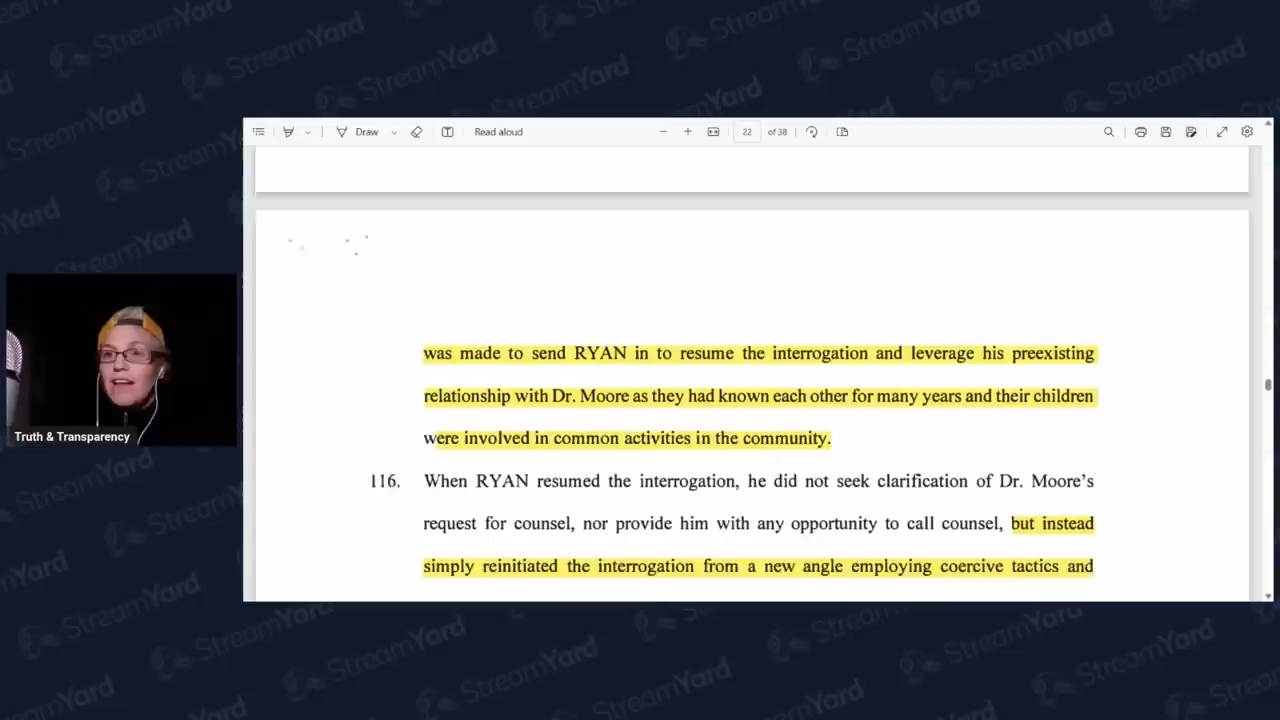 StreamYard
Draw
Read aloud
22
of 38
was made to send RYAN in to resume the interrogation and leverage his preexisting
relationship with Dr. Moore as they had known each other for many years and their children
were involved in common activities in the community.
116. When RYAN resumed the interrogation, he did not seek clarification of Dr. Moore's
request for counsel, nor provide him with any opportunity to call counsel, but instead
simply reinitiated the interrogation from a new angle employing coercive tactics and
Truth & Transparency